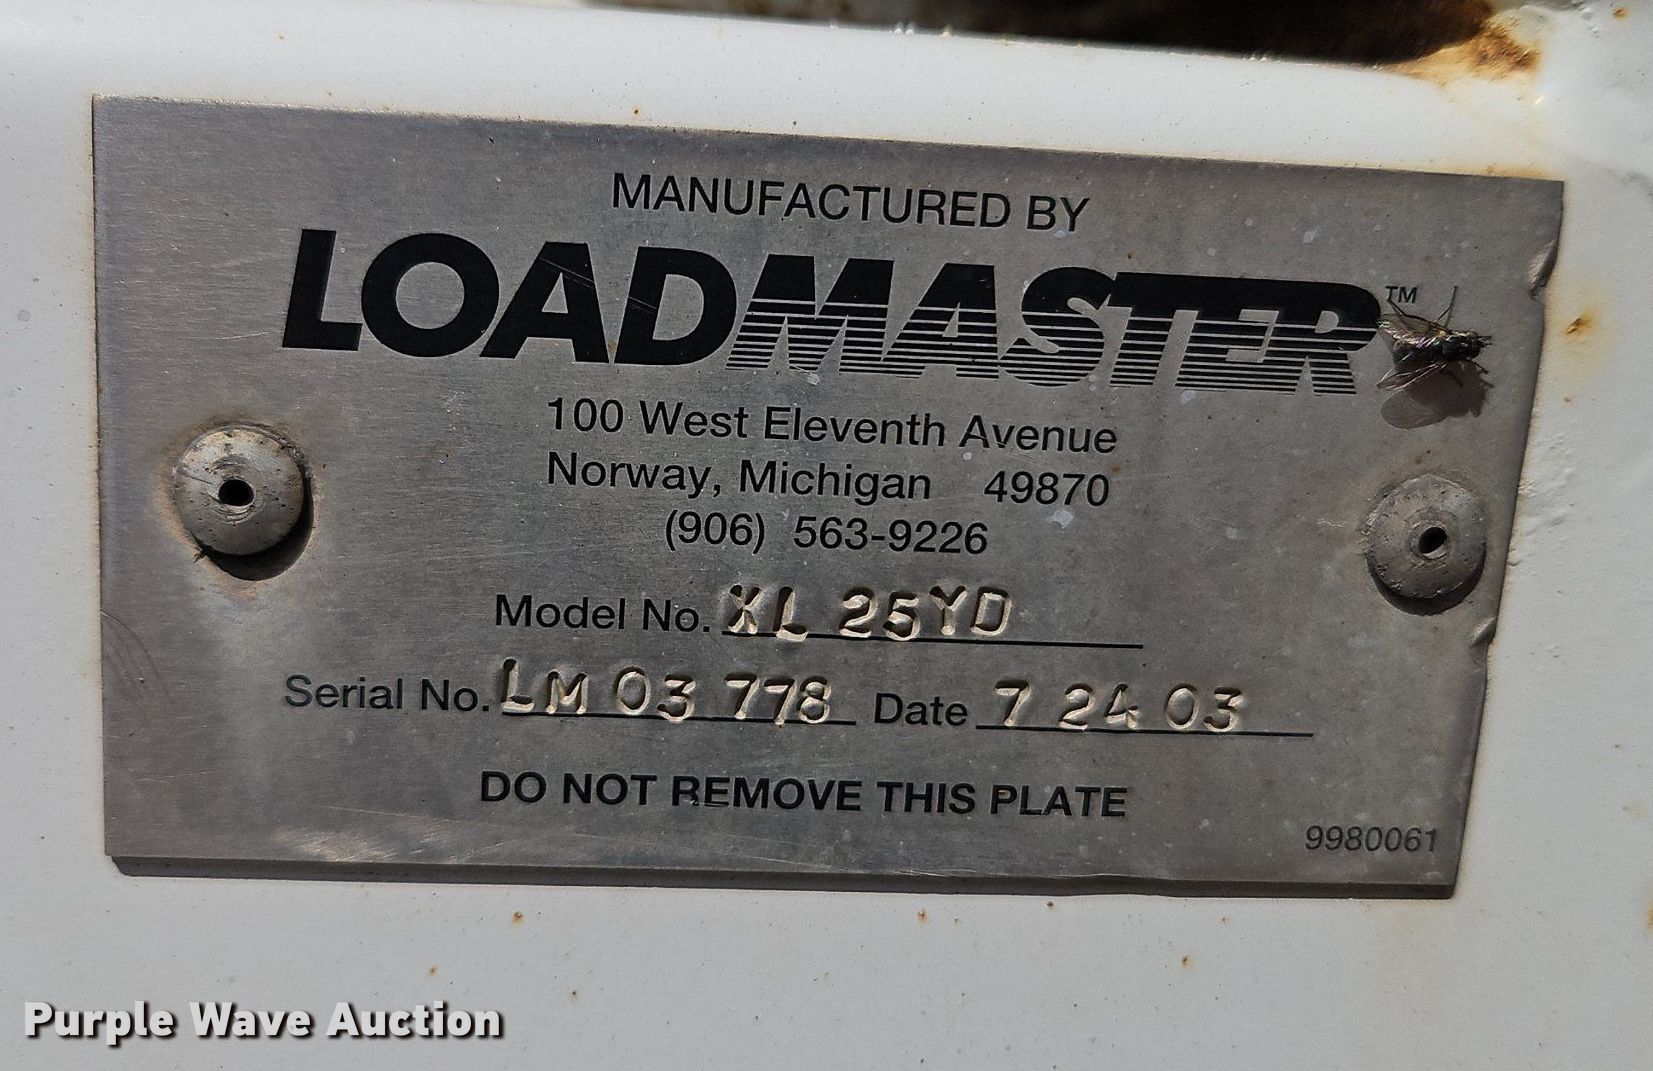 MANUFACTURED BY
LOADMASTER™
100 West Eleventh Avenue
Norway, Michigan 49870
(906) 563-9226
Model No. XL 25YD
Serial No. LM 03 778 Date 7 24 03
DO NOT REMOVE THIS PLATE
9980061
Purple Wave Auction